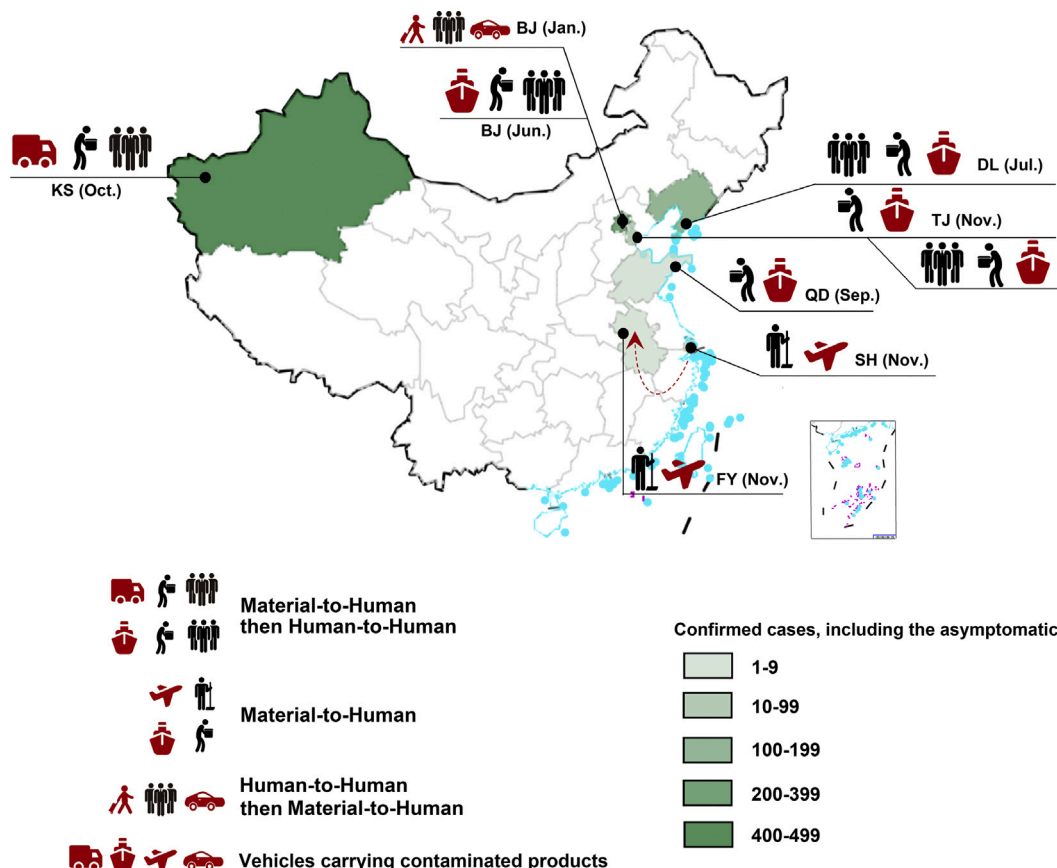 BJ (Jan.)
BJ (Jun.)
KS (Oct.)
DL (Jul.)
TJ (Nov.)
QD (Sep.)
SH (Nov.)
FY (Nov.)
Material-to-Human
then Human-to-Human
Material-to-Human
Human-to-Human
then Material-to-Human
Vehicles carrying contaminated products
Confirmed cases, including the asymptomatic
1-9
10-99
100-199
200-399
400-499